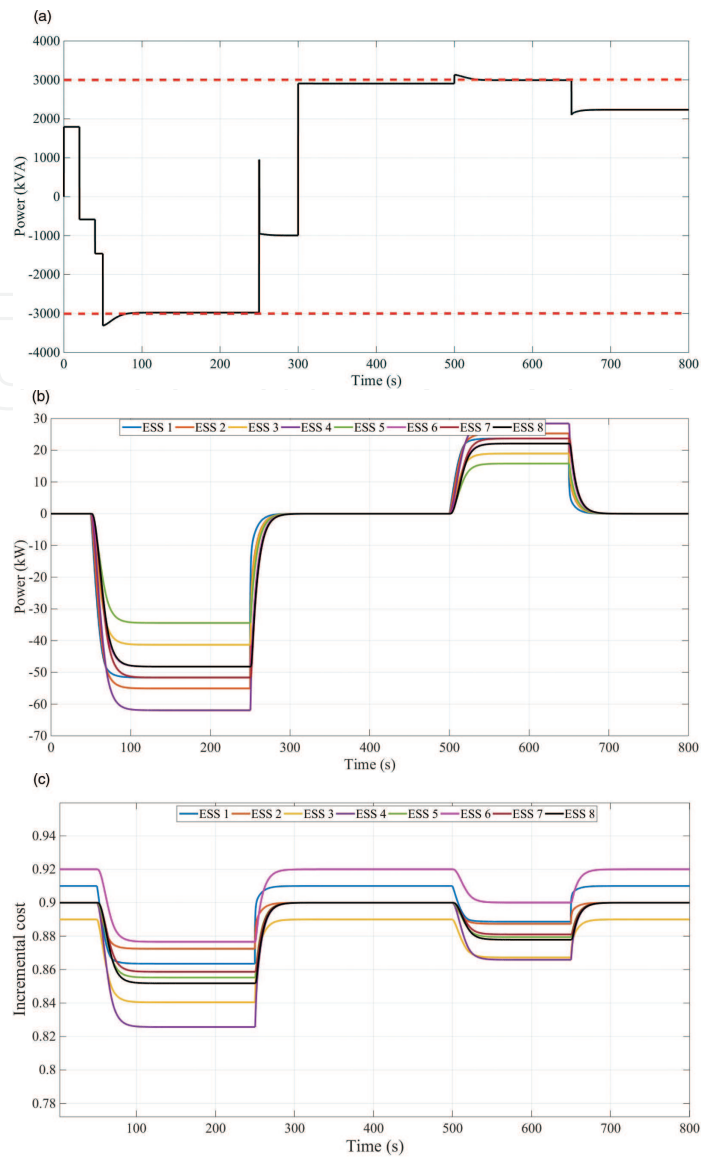 (a)
4000
3000
2000
1000
0
-1000
-2000
-3000
-4000
Power (kVA)
0 100 200 300 400 500 600 700 800
Time (s)
(b)
ESS 1 ESS 2 ESS 3 ESS 4 ESS 5 ESS 6 ESS 7 ESS 8
30
20
10
0
-10
-20
-30
-40
-50
-60
-70
Power (kW)
0 100 200 300 400 500 600 700 800
Time (s)
(c)
ESS 1 ESS 2 ESS 3 ESS 4 ESS 5 ESS 6 ESS 7 ESS 8
0.94
0.92
0.9
0.88
0.86
0.84
0.82
0.8
0.78
Incremental cost
100 200 300 400 500 600 700 800
Time (s)